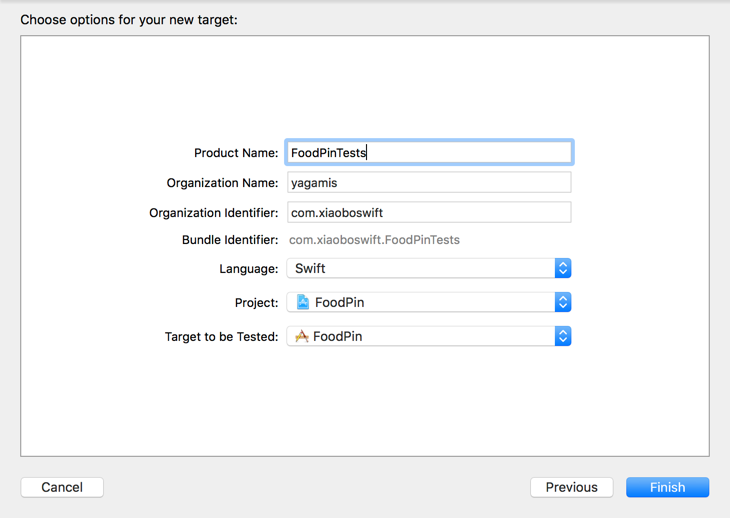 Choose options for your new target:
Product Name: FoodPinTests
Organization Name: yagamis
Organization Identifier: com.xiaoboswift
Bundle Identifier: com.xiaoboswift.FoodPinTests
Language: Swift
Project: FoodPin
Target to be Tested: FoodPin
Cancel Previous Finish